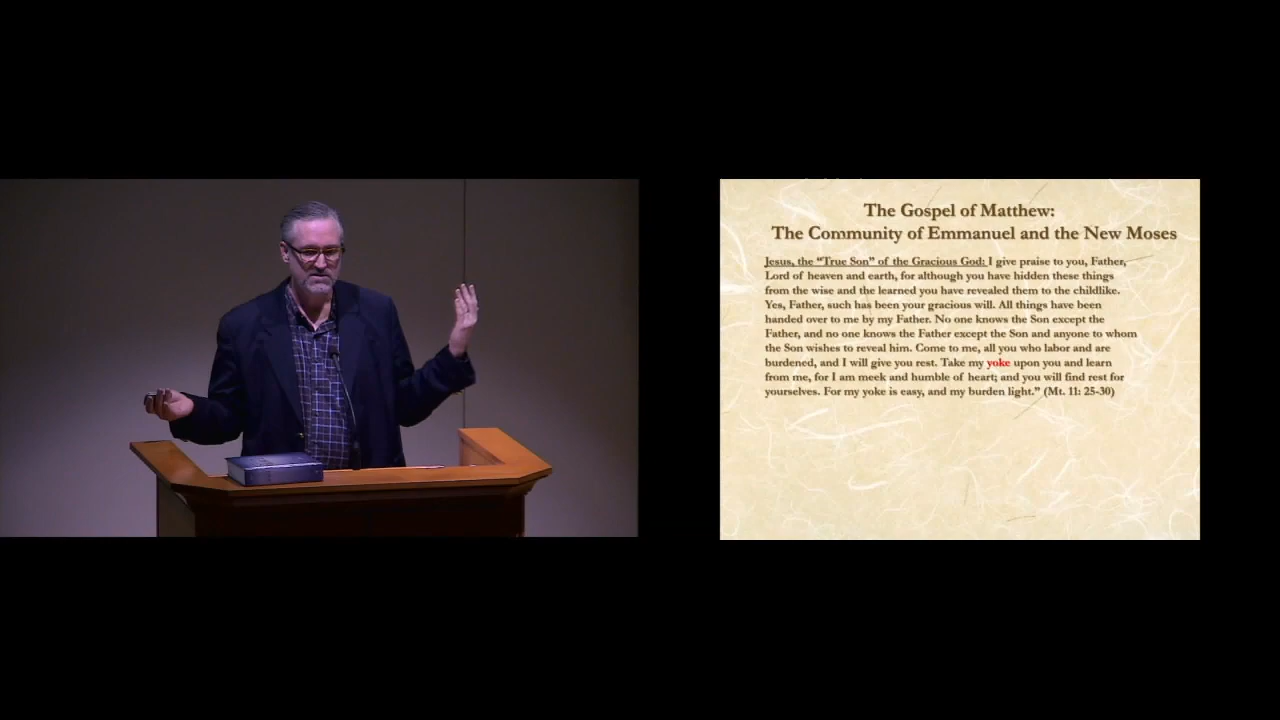 The Gospel of Matthew:
The Community of Emmanuel and the New Moses
Jesus, the “True Son” of the Gracious God: I give praise to you, Father,
Lord of heaven and earth, for although you have hidden these things
from the wise and the learned you have revealed them to the childlike.
Yes, Father, such has been your gracious will. All things have been
handed over to me by my Father. No one knows the Son except the
Father, and no one knows the Father except the Son and anyone to whom
the Son wishes to reveal him. Come to me, all you who labor and are
burdened, and I will give you rest. Take my yoke upon you and learn
from me, for I am meek and humble of heart; and you will find rest for
yourselves. For my yoke is easy, and my burden light.” (Mt. 11: 25-30)